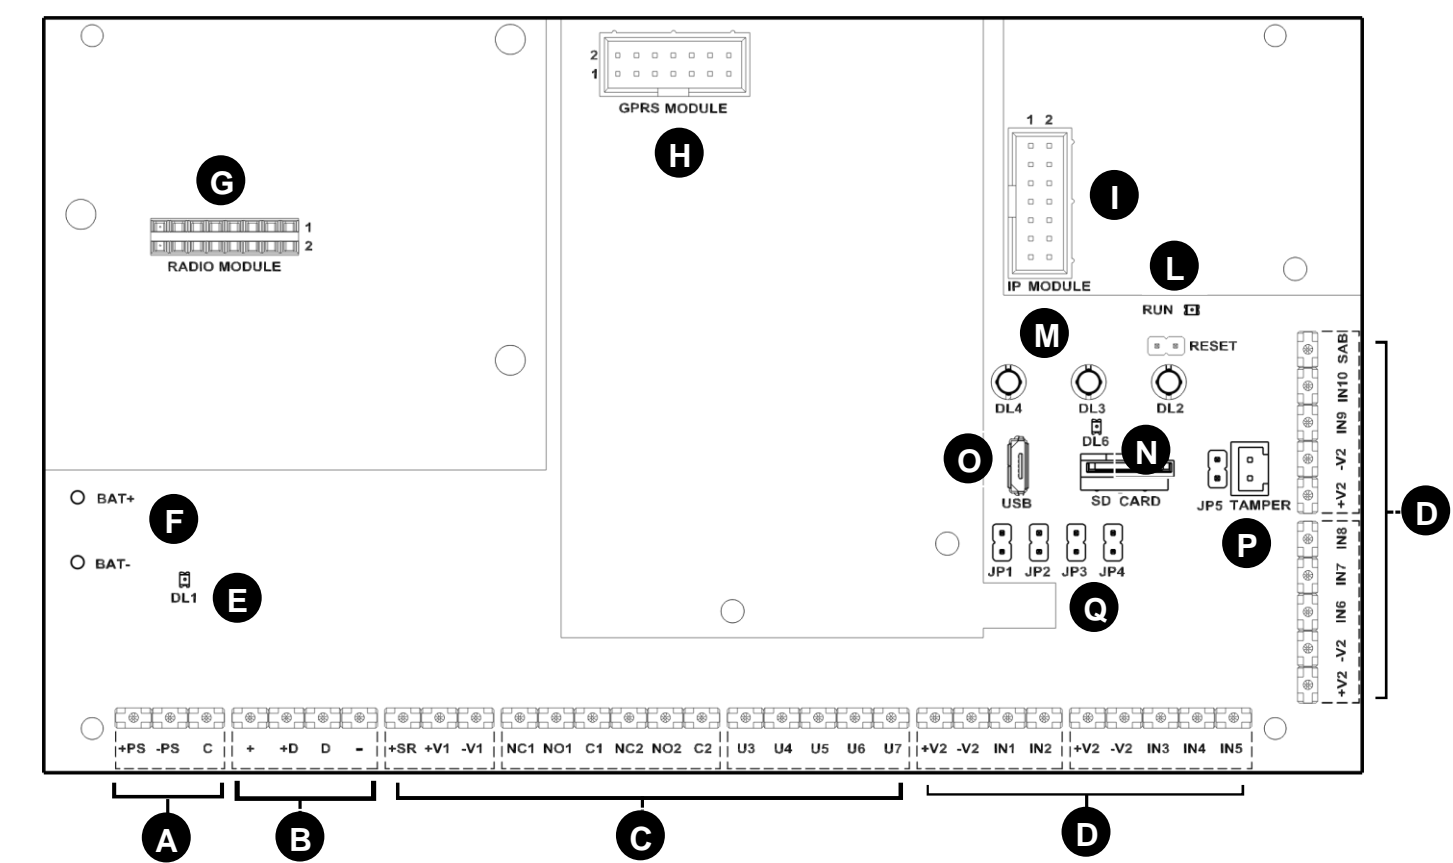 2
1
GPRS MODULE
H
1 2
I
IP MODULE
G
1
2
RADIO MODULE
L
RUN
RESET
M
DL4
DL3
DL2
DL6
O
N
USB
SD CARD
JP5 TAMPER
P
JP1 JP2 JP3 JP4
Q
SAB
IN10
IN9
-V2
+V2
IN8
IN7
IN6
-V2
+V2
D
BAT+
F
BAT-
DL1
E
+PS -PS C + +D D - +SR +V1 -V1 NC1 NO1 C1 NC2 NO2 C2 U3 U4 U5 U6 U7 +V2 -V2 IN1 IN2 +V2 -V2 IN3 IN4 IN5
A B C D